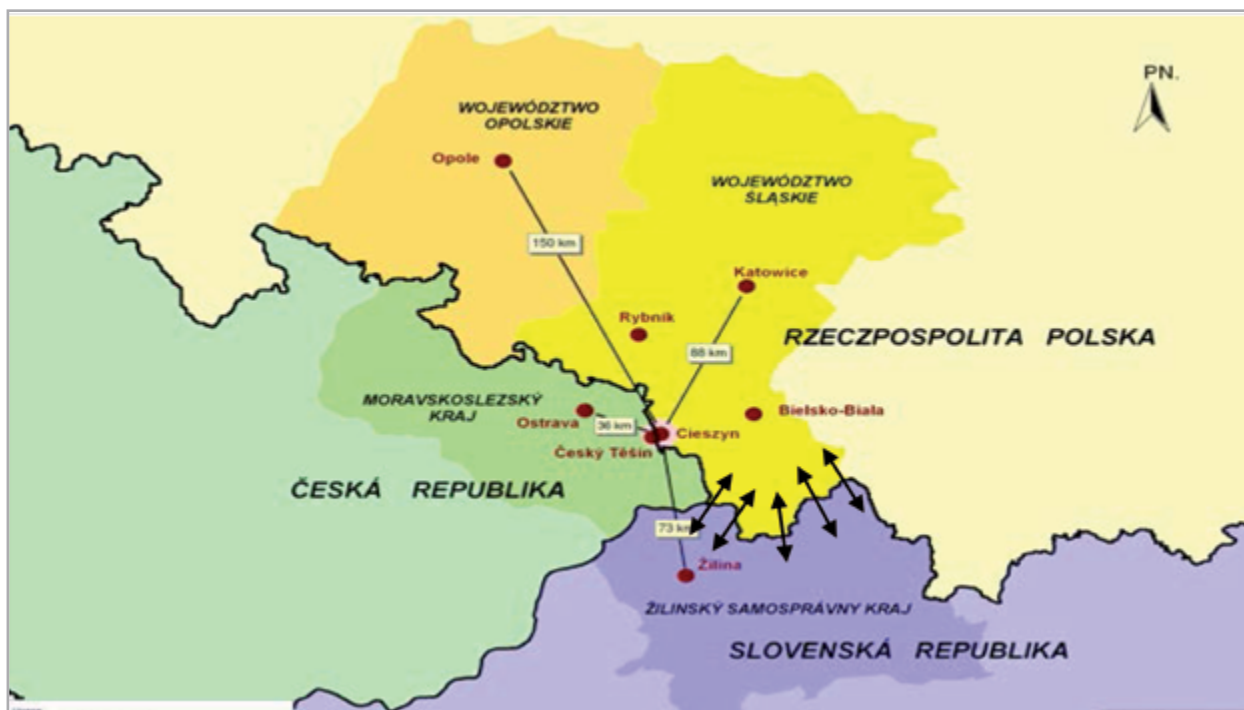 PN.
WOJEWÓDZTWO
OPOLSKIE
Opole
WOJEWÓDZTWO
ŚLĄSKIE
150 km
Katowice
Rybnik
RZECZPOSPOLITA POLSKA
88 km
MORAVSKOSLEZSKÝ
KRAJ
Ostrava
36 km
Bielsko-Biala
Cieszyn
Český Těšin
ČESKÁ REPUBLIKA
73 km
Žilina
ŽILINSKÝ SAMOSPRÁVNY KRAJ
SLOVENSKÁ REPUBLIKA